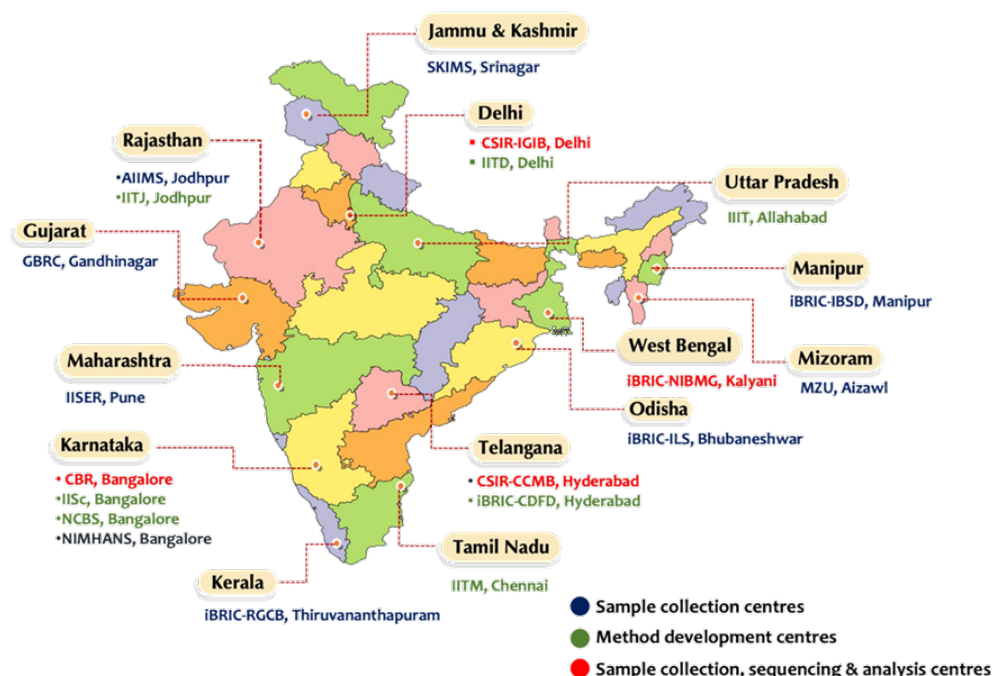 Jammu & Kashmir
SKIMS, Srinagar
Delhi
▪ CSIR-IGIB, Delhi
▪ IITD, Delhi
Rajasthan
•AIIMS, Jodhpur
•IITJ, Jodhpur
Uttar Pradesh
IIIT, Allahabad
Gujarat
GBRC, Gandhinagar
Manipur
iBRIC-IBSD, Manipur
West Bengal
iBRIC-NIBMG, Kalyani
Mizoram
MZU, Aizawl
Maharashtra
IISER, Pune
Odisha
iBRIC-ILS, Bhubaneshwar
Karnataka
• CBR, Bangalore
•IISc, Bangalore
•NCBS, Bangalore
•NIMHANS, Bangalore
Telangana
• CSIR-CCMB, Hyderabad
• iBRIC-CDFD, Hyderabad
Tamil Nadu
IITM, Chennai
Kerala
iBRIC-RGCB, Thiruvananthapuram
Sample collection centres
Method development centres
Sample collection, sequencing & analysis centres